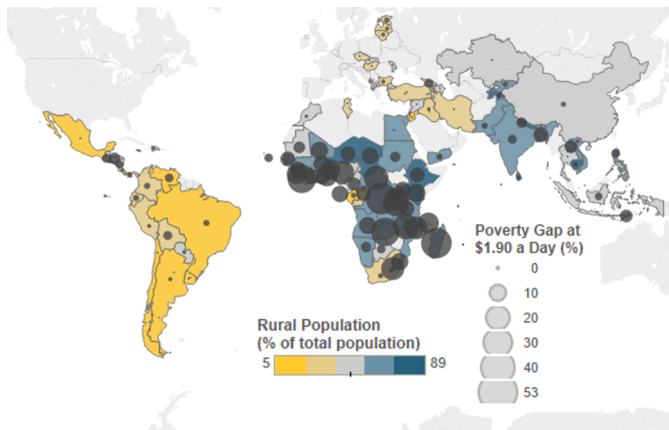 Poverty Gap at
$1.90 a Day (%)
0
10
20
30
40
53
Rural Population
(% of total population)
5 89